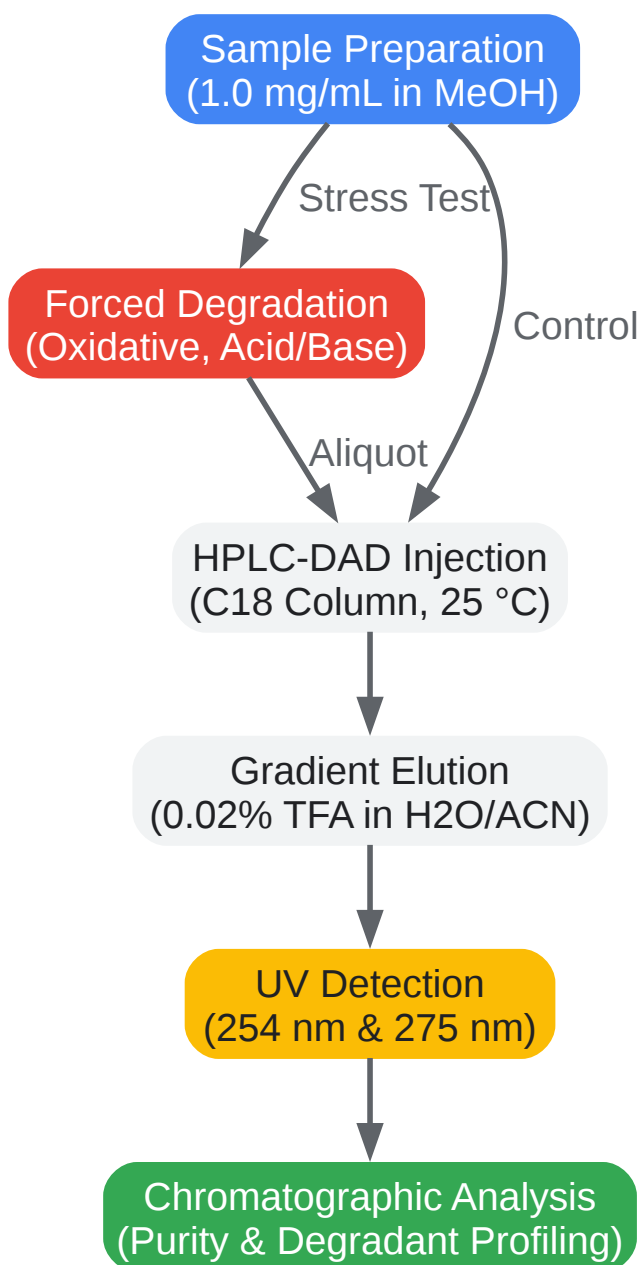 Sample Preparation
(1.0 mg/mL in MeOH)
Stress Test
Forced Degradation
(Oxidative, Acid/Base)
Control
Aliquot
HPLC-DAD Injection
(C18 Column, 25 °C)
Gradient Elution
(0.02% TFA in H2O/ACN)
UV Detection
(254 nm & 275 nm)
Chromatographic Analysis
(Purity & Degradant Profiling)